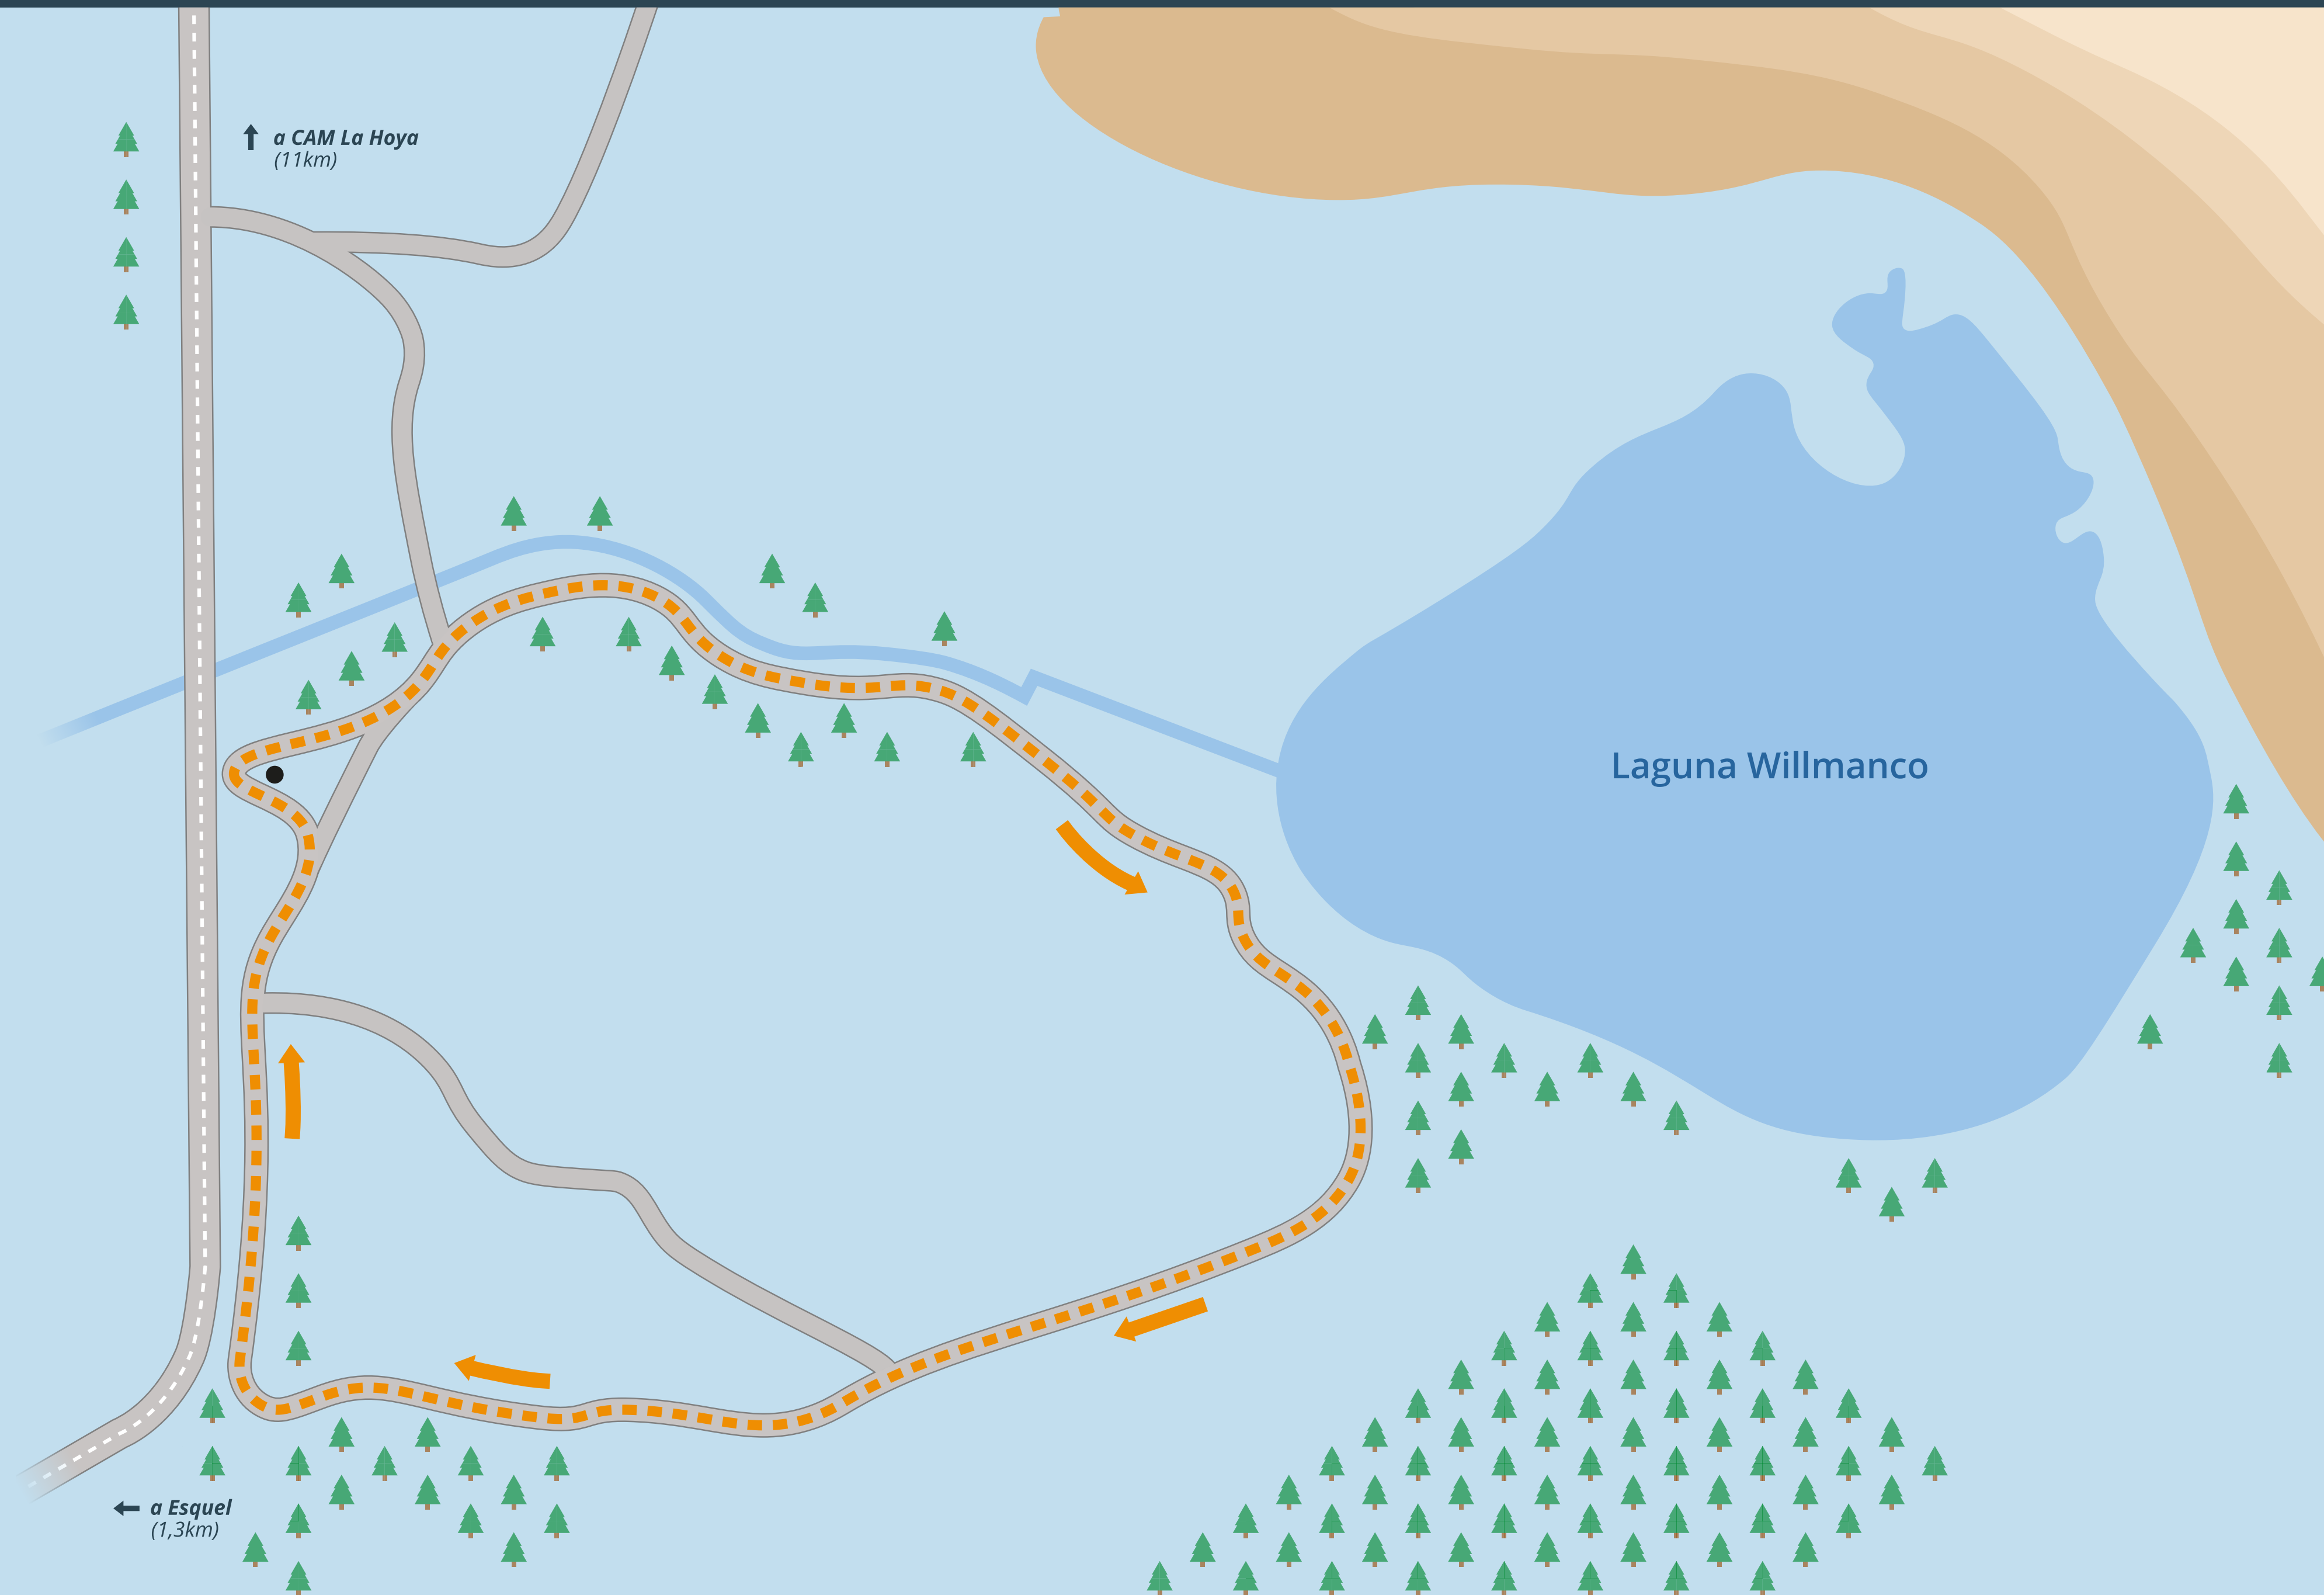 a CAM La Hoya
(11km)
Laguna Willmanco
a Esquel
(1,3km)